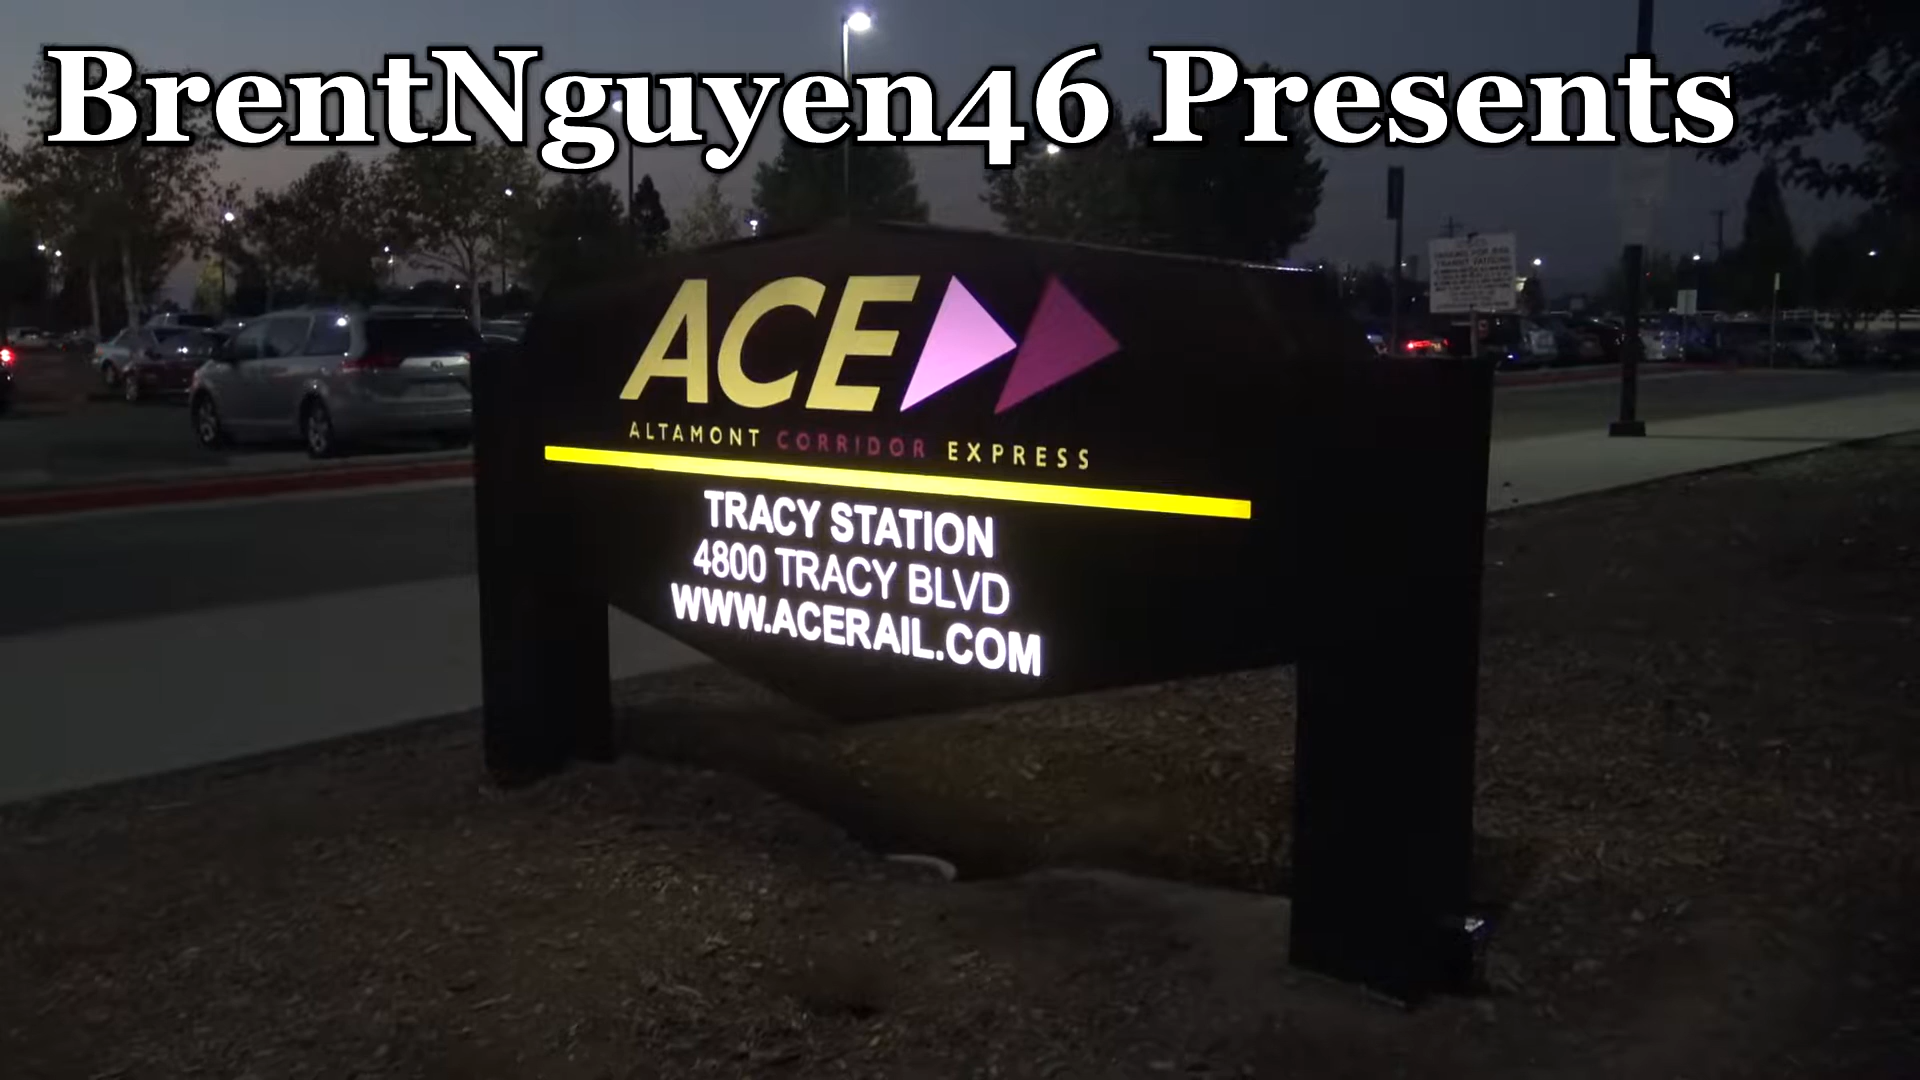 BrentNguyen46 Presents
ACE
ALTAMONT CORRIDOR EXPRESS
TRACY STATION
4800 TRACY BLVD
WWW.ACERAIL.COM